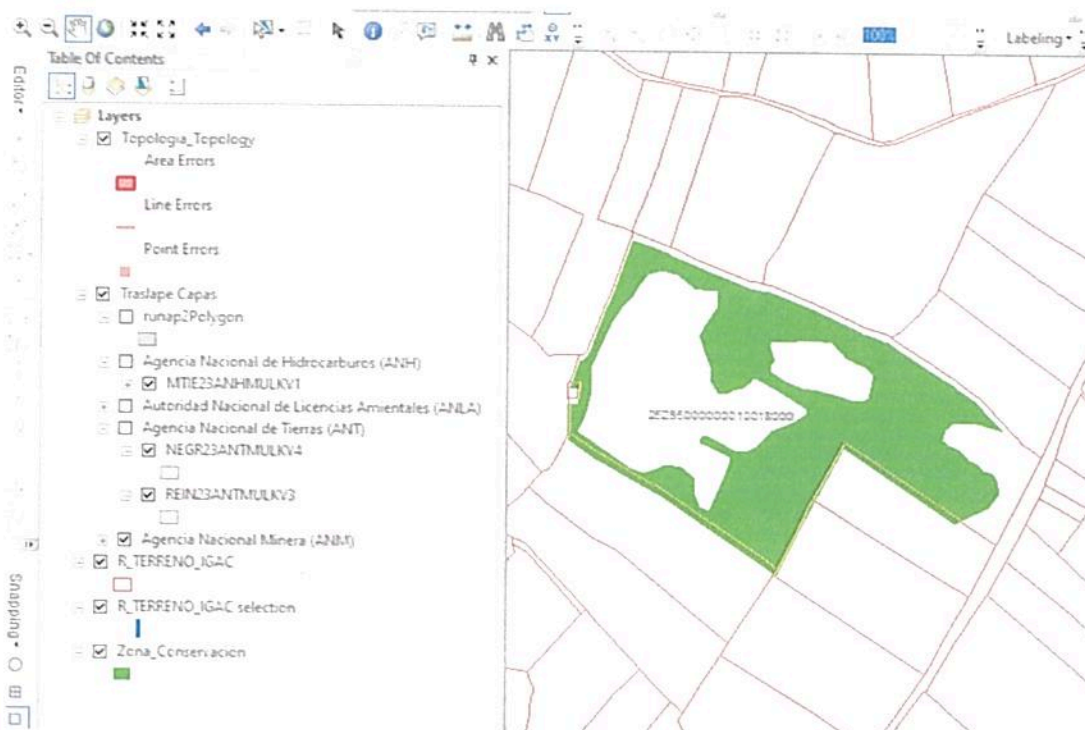 100%
Labeling
Table Of Contents
Editor
Layers
Topologia_Topology
Area Errors
Line Errors
Point Errors
Traslape Capas
runap2Polygon
Agencia Nacional de Hidrocarburos (ANH)
MTIE23ANHMULKV1
Autoridad Nacional de Licencias Amientales (ANLA)
Agencia Nacional de Tierras (ANT)
NEGR23ANTMULKV4
REIN23ANTMULKV3
Agencia Nacional Minera (ANM)
R_TERRENO_IGAC
R_TERRENO_IGAC selection
Zona_Conservacion
Snapping
XY